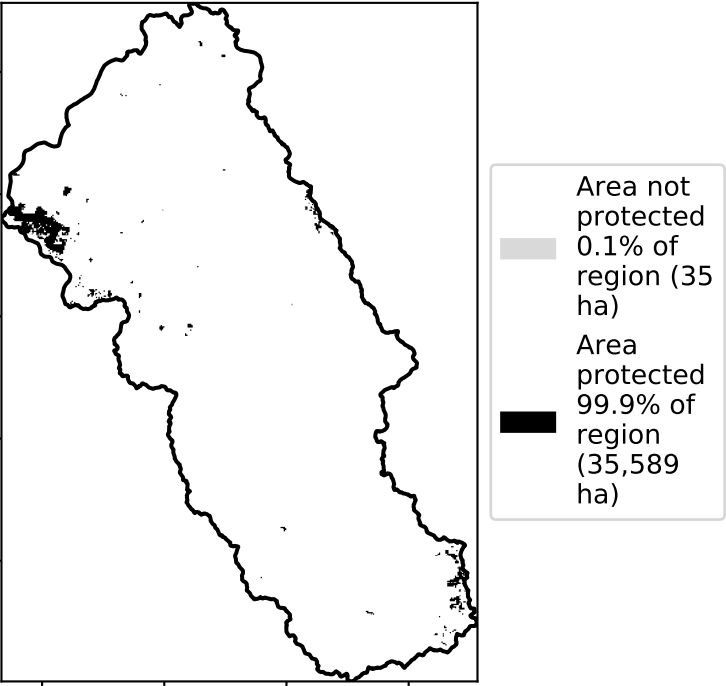 Area not
protected
0.1% of
region (35
ha)
Area
protected
99.9% of
region
(35,589
ha)